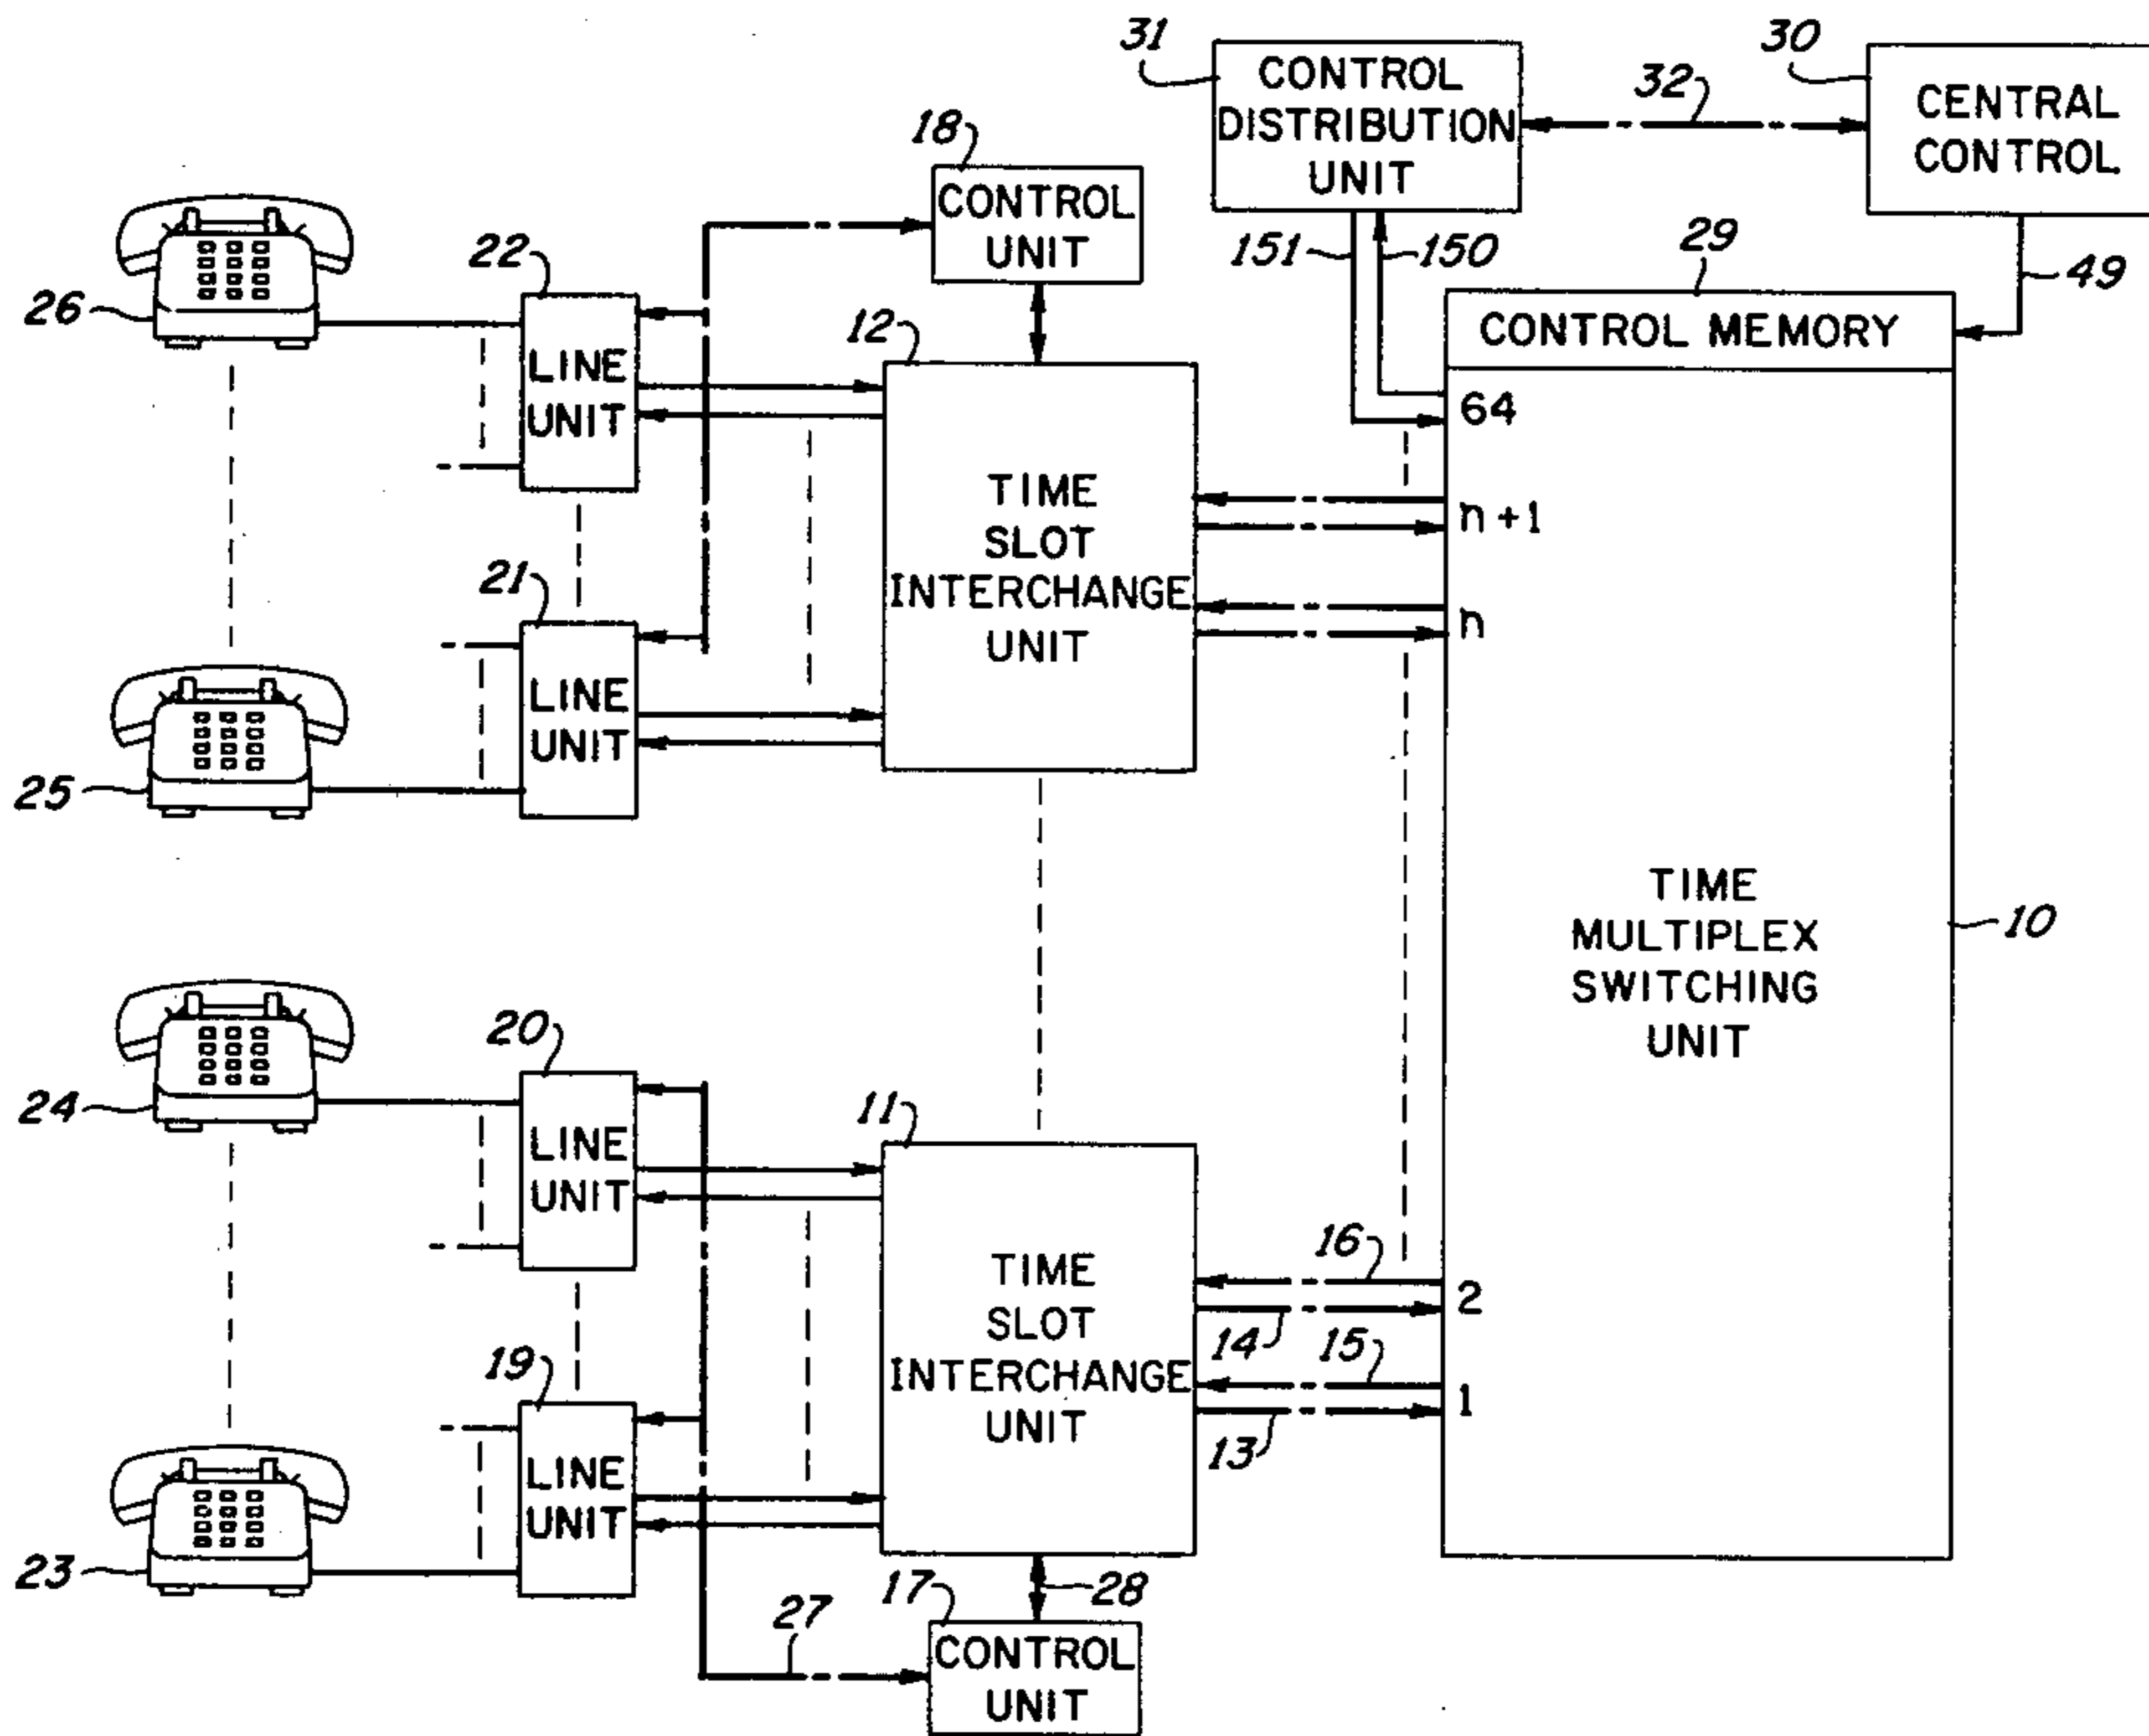 31
CONTROL
DISTRIBUTION
UNIT
32
30
CENTRAL
CONTROL
18
CONTROL
UNIT
151
150
29
49
CONTROL MEMORY
26
22
LINE
UNIT
12
TIME
SLOT
INTERCHANGE
UNIT
64
n+1
n
21
LINE
UNIT
25
TIME
MULTIPLEX
SWITCHING
UNIT
10
24
20
LINE
UNIT
11
TIME
SLOT
INTERCHANGE
UNIT
16
2
14
15
1
13
19
LINE
UNIT
23
27
17
28
CONTROL
UNIT